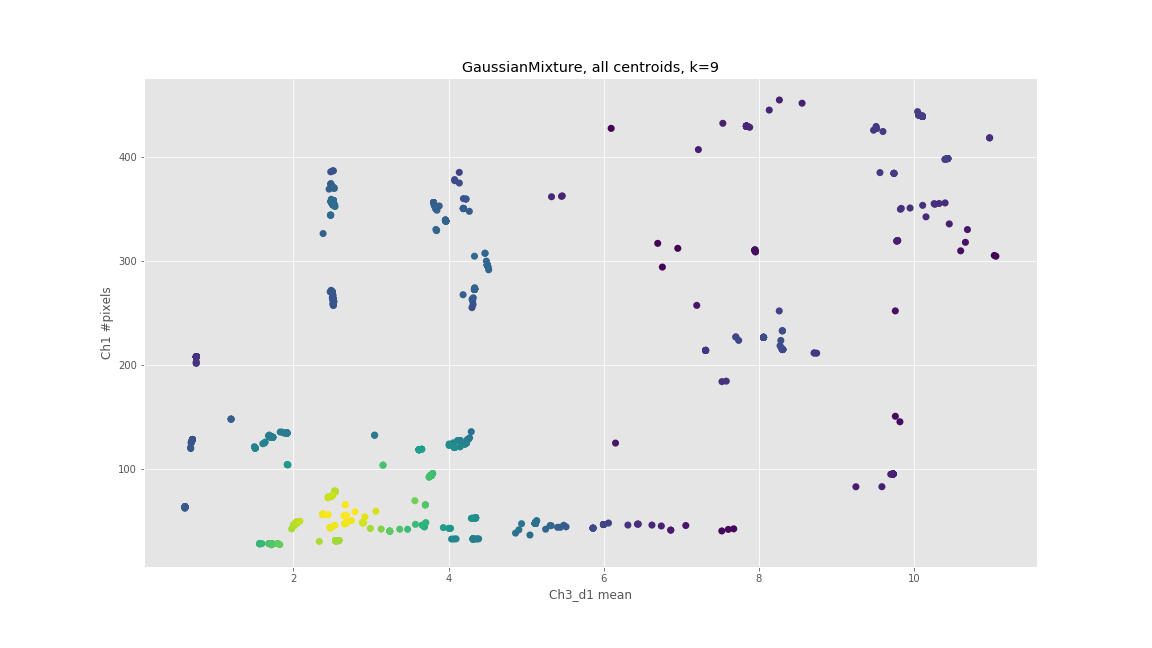 GaussianMixture, all centroids, k=9
400
300
200
100
Ch1 #pixels
2 4 6 8 10
Ch3_d1 mean